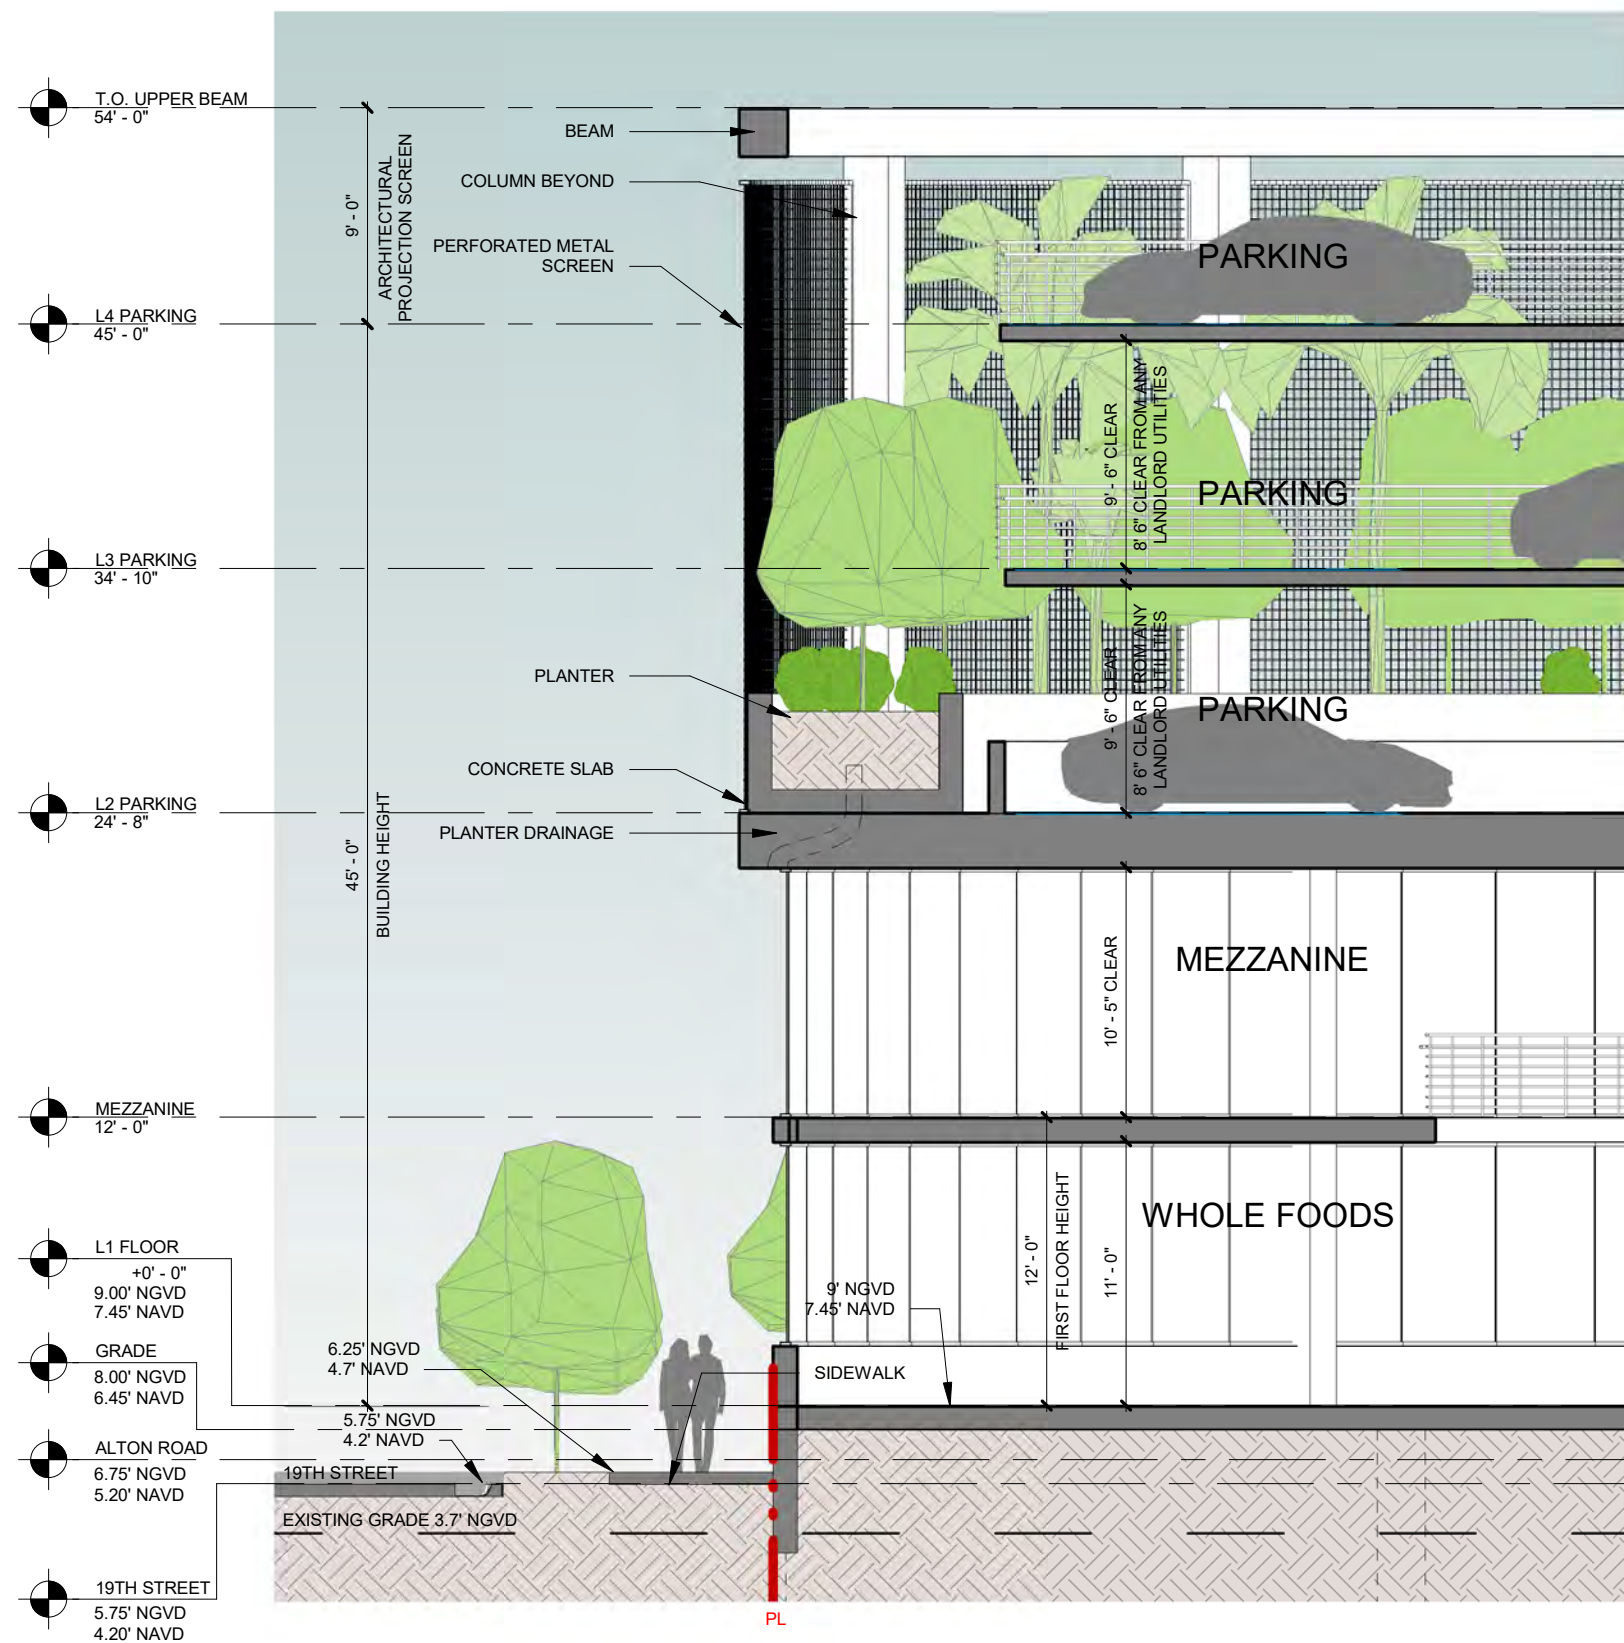 T.O. UPPER BEAM
54' - 0"
BEAM
COLUMN BEYOND
9' - 0"
ARCHITECTURAL
PROJECTION SCREEN
PERFORATED METAL
SCREEN
PARKING
L4 PARKING
45' - 0"
9' - 6" CLEAR
8' 6" CLEAR FROM ANY
LANDLORD UTILITIES
PARKING
L3 PARKING
34' - 10"
9' - 6" CLEAR
8' 6" CLEAR FROM ANY
LANDLORD UTILITIES
PLANTER
PARKING
CONCRETE SLAB
L2 PARKING
24' - 8"
PLANTER DRAINAGE
45' - 0"
BUILDING HEIGHT
MEZZANINE
10' - 5" CLEAR
MEZZANINE
12' - 0"
WHOLE FOODS
12' - 0"
FIRST FLOOR HEIGHT
11' - 0"
L1 FLOOR
+0' - 0"
9.00' NGVD
7.45' NAVD
9' NGVD
7.45' NAVD
GRADE
8.00' NGVD
6.45' NAVD
6.25' NGVD
4.7' NAVD
SIDEWALK
5.75' NGVD
4.2' NAVD
ALTON ROAD
6.75' NGVD
5.20' NAVD
19TH STREET
EXISTING GRADE 3.7' NGVD
19TH STREET
5.75' NGVD
4.20' NAVD
PL